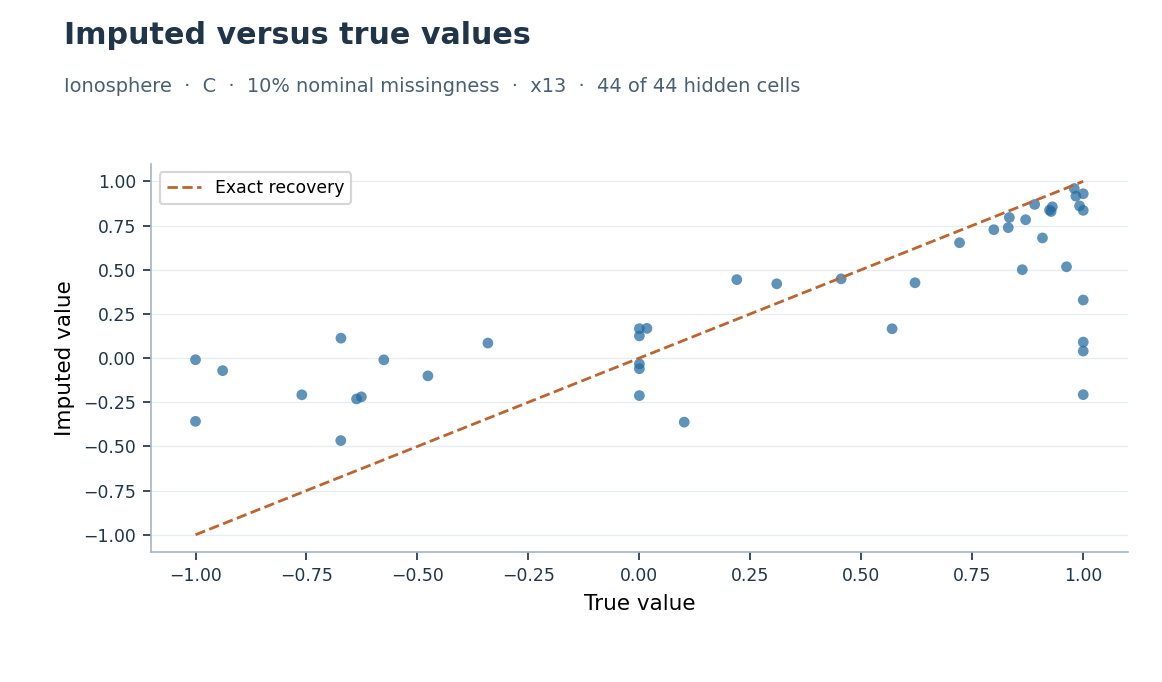 Imputed versus true values
Ionosphere · C · 10% nominal missingness · x13 · 44 of 44 hidden cells
Exact recovery
1.00
0.75
0.50
0.25
0.00
−0.25
−0.50
−0.75
−1.00
Imputed value
−1.00 −0.75 −0.50 −0.25 0.00 0.25 0.50 0.75 1.00
True value